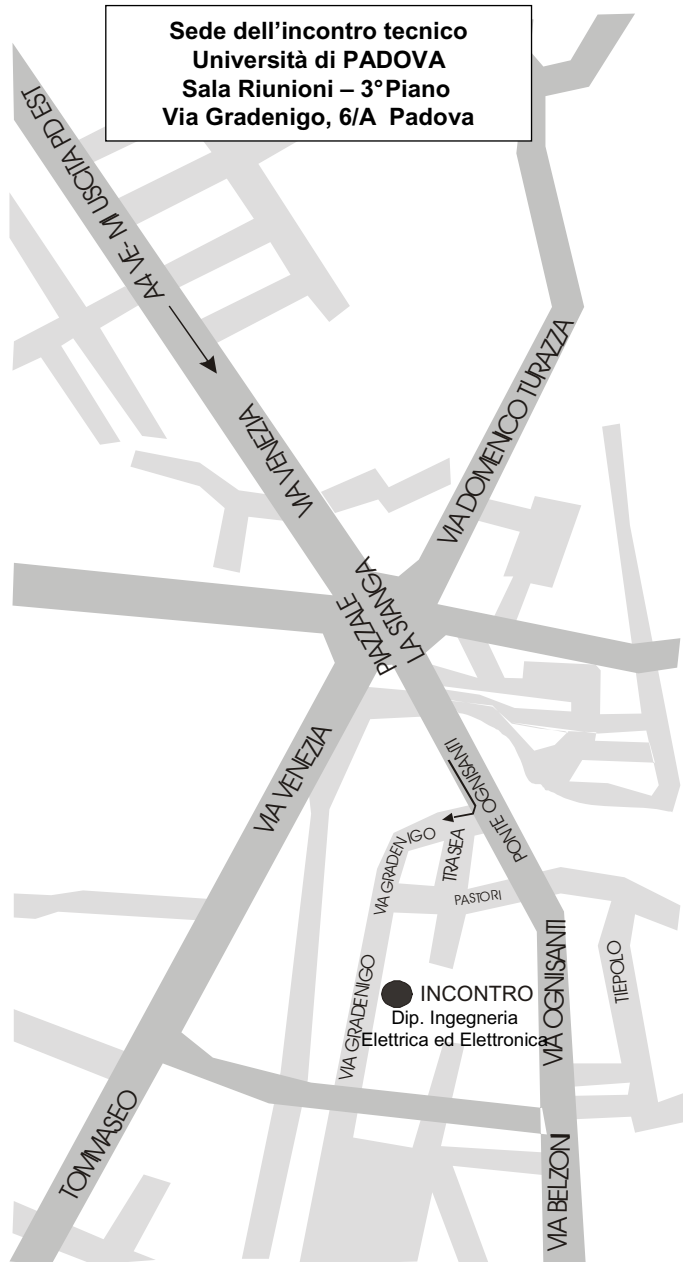 Sede dell'incontro tecnico
Università di PADOVA
Sala Riunioni – 3°Piano
Via Gradenigo, 6/A Padova
A4 VE- MI USCITA PD EST
VIA VENEZIA
VIA DOMENICO TURAZZA
PIAZZALE
LA STANGA
VIA VENEZIA
PONTE OGNISANTI
VIA GRADENIGO
TRASEA
PASTORI
VIA GRADENIGO
INCONTRO
Dip. Ingegneria
Elettrica ed Elettronica
VIA OGNISANTI
TIEPOLO
TOMMASEO
VIA BELZONI